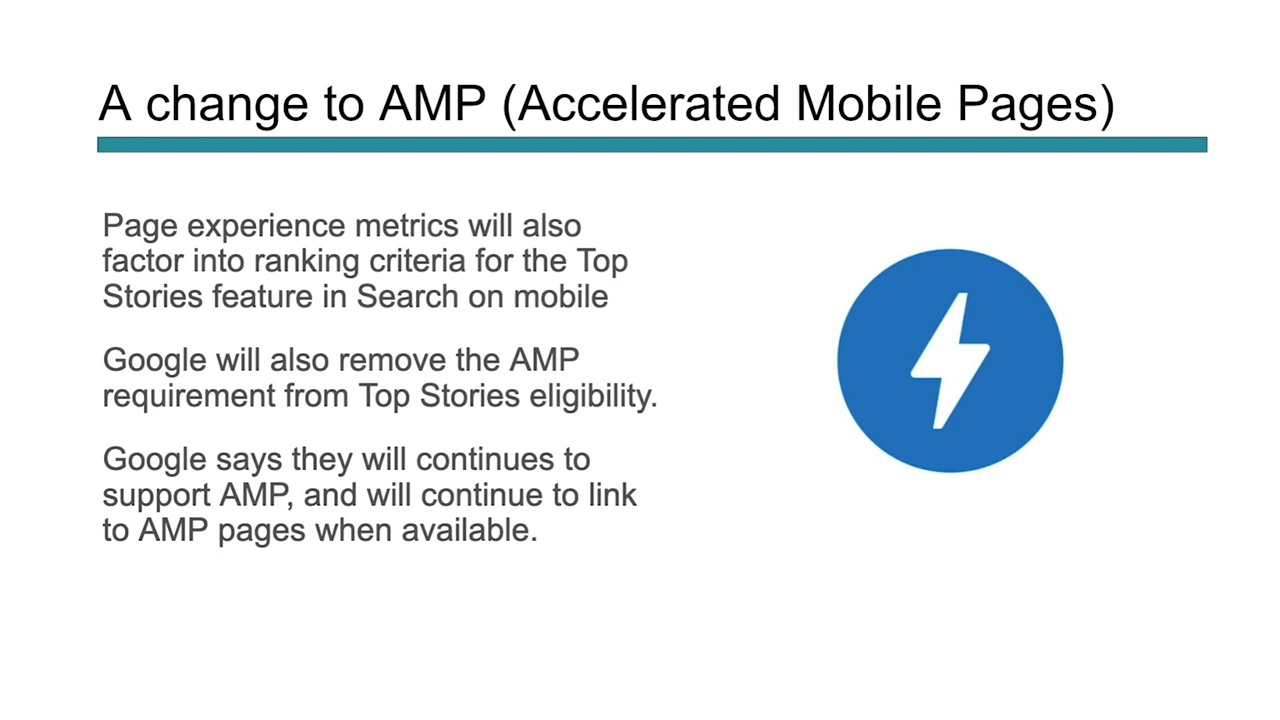 A change to AMP (Accelerated Mobile Pages)
Page experience metrics will also
factor into ranking criteria for the Top
Stories feature in Search on mobile
Google will also remove the AMP
requirement from Top Stories eligibility.
Google says they will continues to
support AMP, and will continue to link
to AMP pages when available.